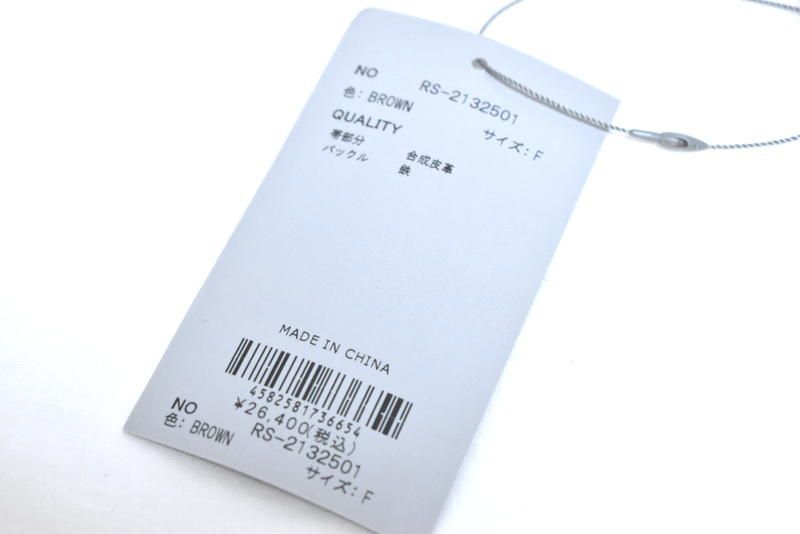 NO RS-2132501
色: BROWN サイズ: F
QUALITY
帯部分 合成皮革
バックル 鉄
MADE IN CHINA
4582581736654
¥26,400(税込)
NO RS-2132501
色: BROWN サイズ: F